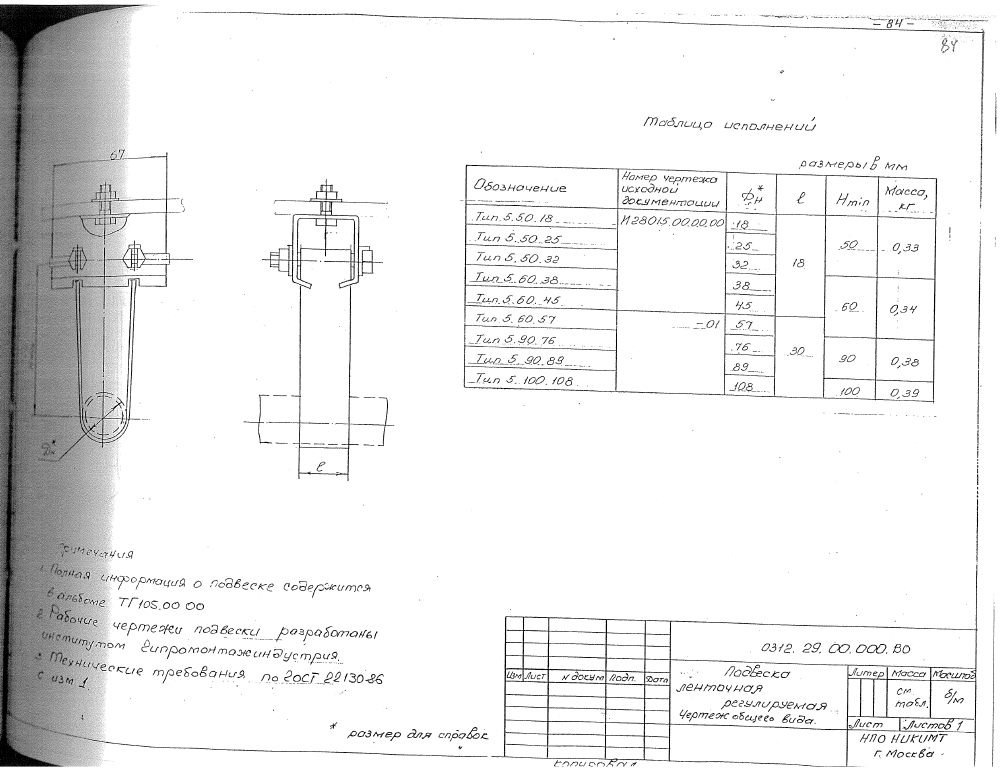 - 84 -
84
Таблица исполнений
размеры в мм
Обозначение
Номер чертежа
исходной
документации
Фн*
ℓ
Hmin
Масса,
кг
Тип 5.50.18
И28015.00.00.00
18
Тип 5.50.25
25
Тип 5.50.32
32
18
50
0,33
Тип 5.60.38
38
Тип 5.60.45
45
60
0,34
Тип 5.60.57
-01
57
Тип 5.90.76
76
30
Тип 5.90.89
89
90
0,38
Тип 5.100.108
108
100
0,39
67
Фн*
ℓ
Примечания
1. Полная информация о подвеске содержится
в альбоме ТГ105.00.00
2. Рабочие чертежи подвески разработаны
институтом Гипромонтажиндустрия
3. Технические требования по ГОСТ 22130-86
с изм 1.
* размер для справок
0312. 29. 00. 000. ВО
Изм Лист N докум Подп. Дата
Подвеска
ленточная
регулируемая
Чертеж общего вида.
Литер Масса Масштаб
см.
табл.
б/м
Лист Листов 1
НПО НИКИМТ
г. Москва
Копировал